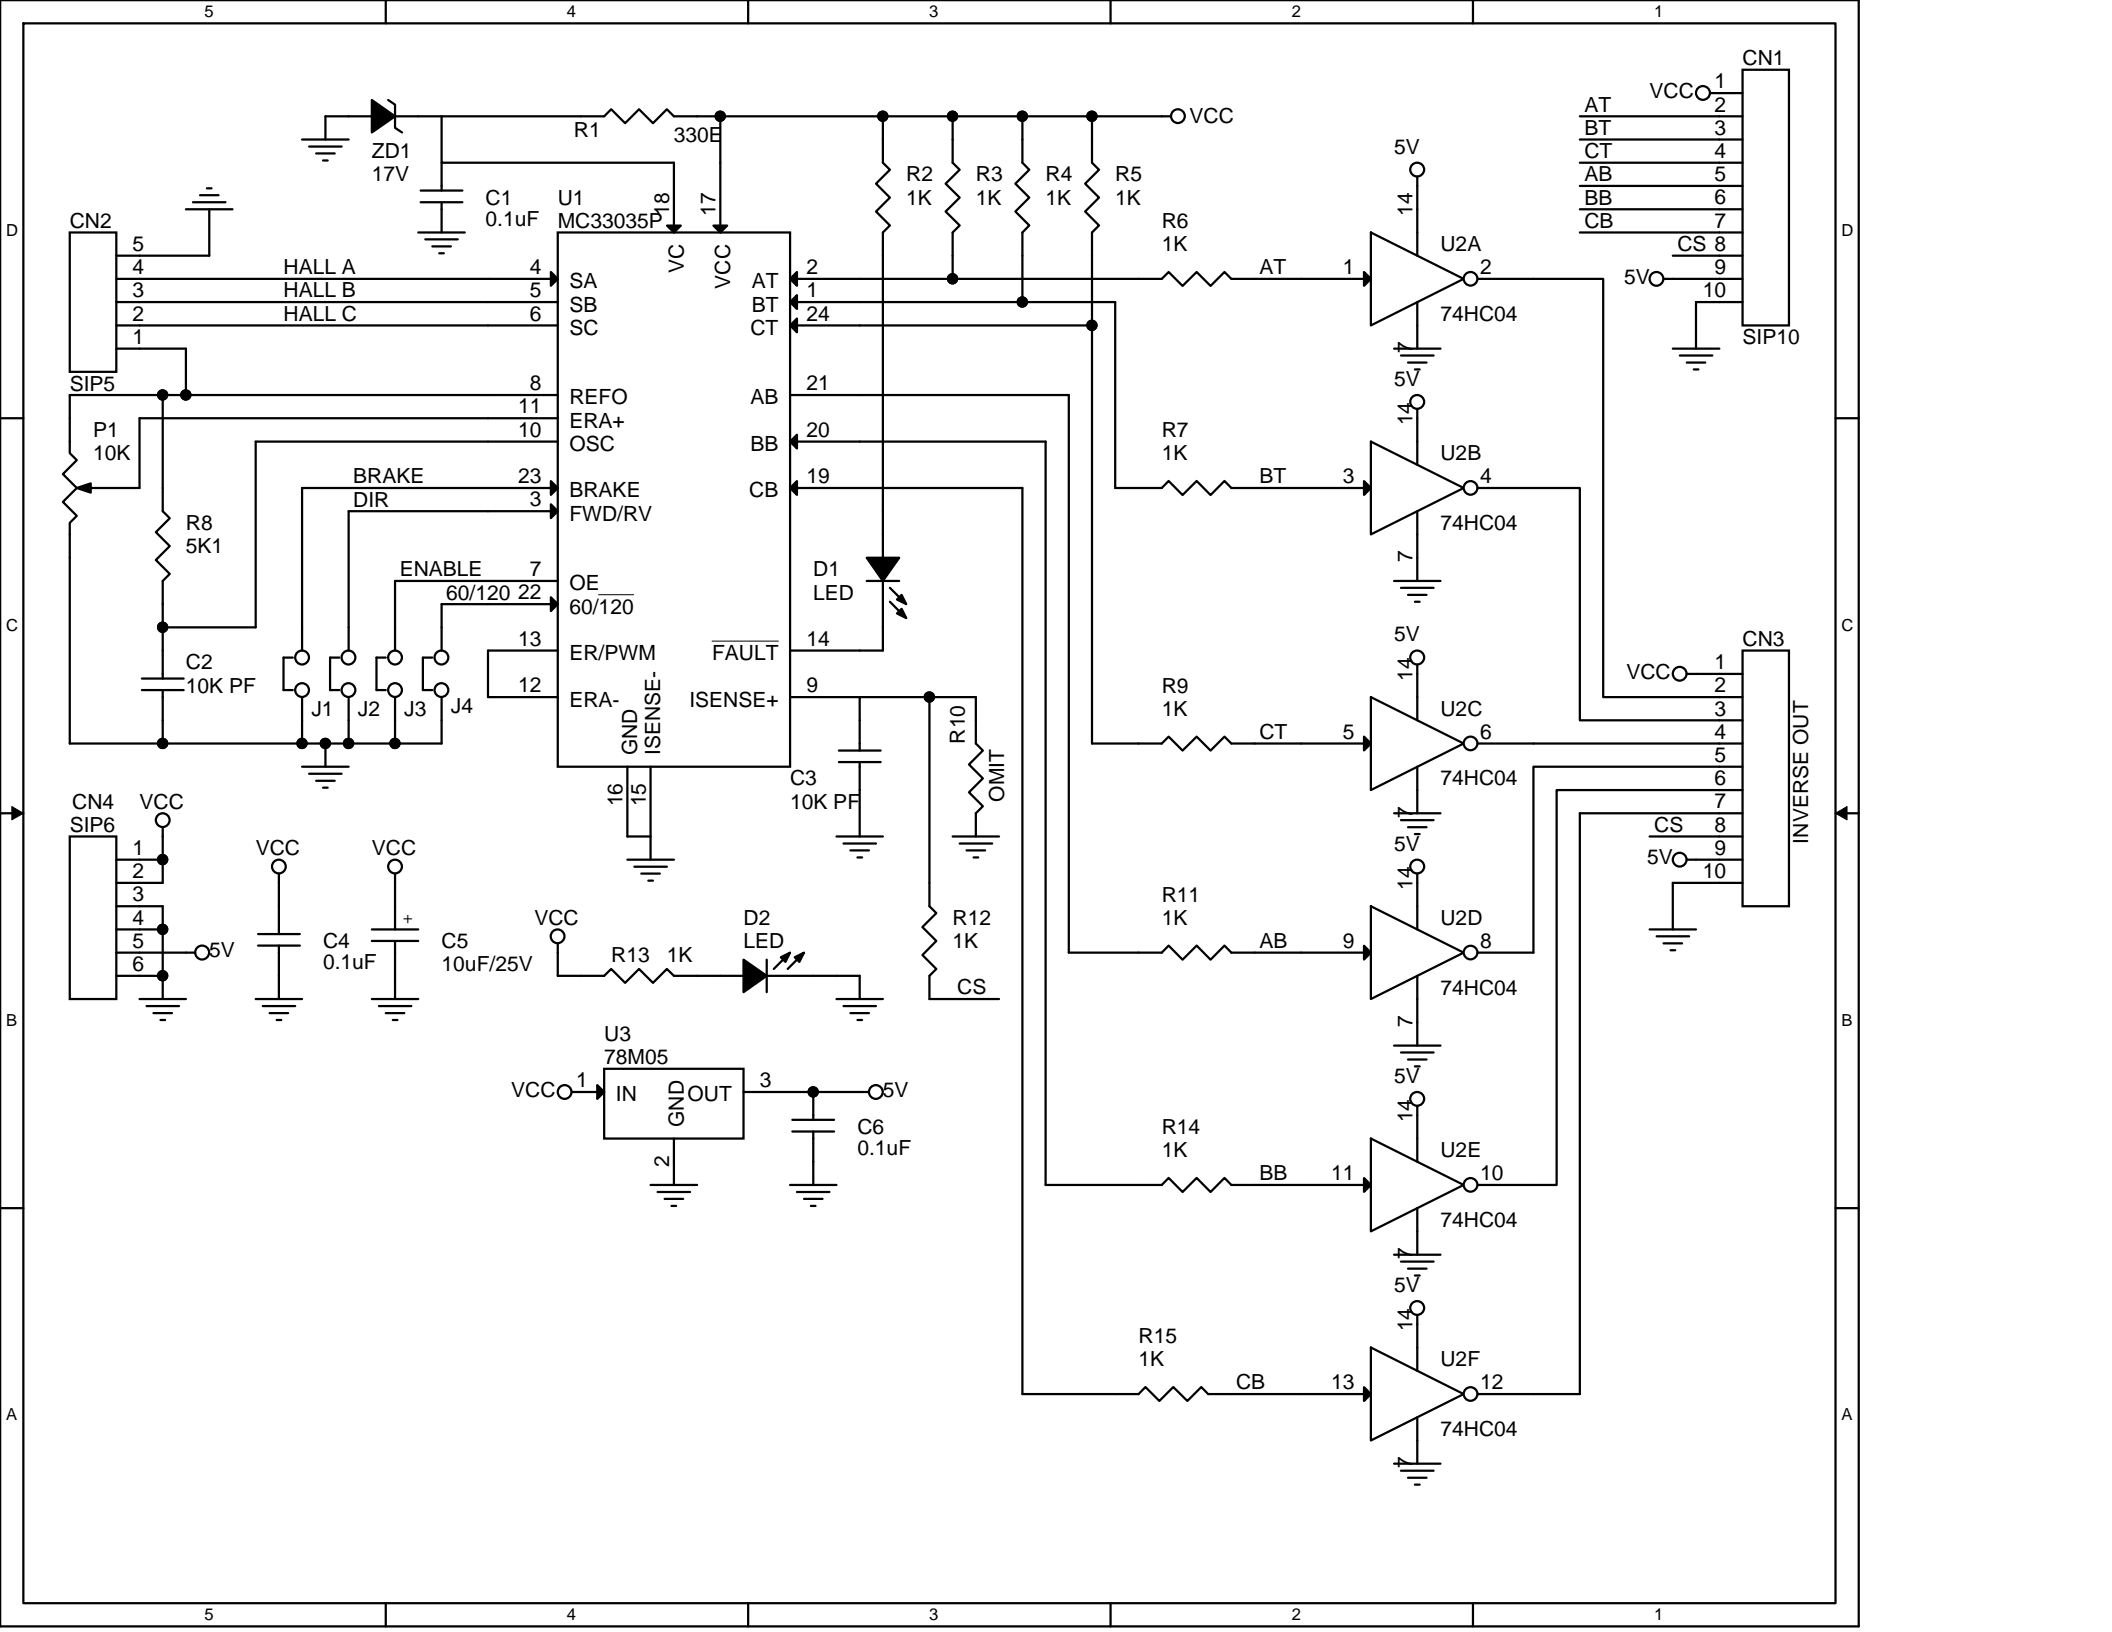 5 4 3 2 1
D
C
B
A
D
C
B
A
5 4 3 2 1
ZD1
17V
R1
330E
VCC
C1
0.1uF
U1
MC33035P
18
17
VC
VCC
R2
1K
R3
1K
R4
1K
R5
1K
CN2
5
4
3
2
1
SIP5
HALL A
HALL B
HALL C
4 SA
5 SB
6 SC
8 REFO
11 ERA+
10 OSC
BRAKE 23 BRAKE
DIR 3 FWD/RV
ENABLE 7 OE
60/120 22 60/120
13 ER/PWM
12 ERA-
GND
ISENSE-
16
15
AT 2
BT 1
CT 24
AB 21
BB 20
CB 19
FAULT 14
ISENSE+ 9
P1
10K
R8
5K1
C2
10K PF
J1
J2
J3
J4
D1
LED
C3
10K PF
R10
OMIT
R12
1K
CS
CN4
SIP6
VCC
1
2
3
4
5
6
5V
VCC
C4
0.1uF
VCC
+
C5
10uF/25V
VCC
R13 1K
D2
LED
U3
78M05
VCC 1 IN
GND
OUT 3
5V
2
C6
0.1uF
R6
1K
AT 1
5V
14
U2A
2
74HC04
7
R7
1K
BT 3
5V
14
U2B
4
74HC04
7
R9
1K
CT 5
5V
14
U2C
6
74HC04
7
R11
1K
AB 9
5V
14
U2D
8
74HC04
7
R14
1K
BB 11
5V
14
U2E
10
74HC04
7
R15
1K
CB 13
5V
14
U2F
12
74HC04
7
CN1
VCC 1
AT 2
BT 3
CT 4
AB 5
BB 6
CB 7
CS 8
5V 9
10
SIP10
CN3
VCC 1
2
3
4
5
6
7
CS 8
5V 9
10
INVERSE OUT